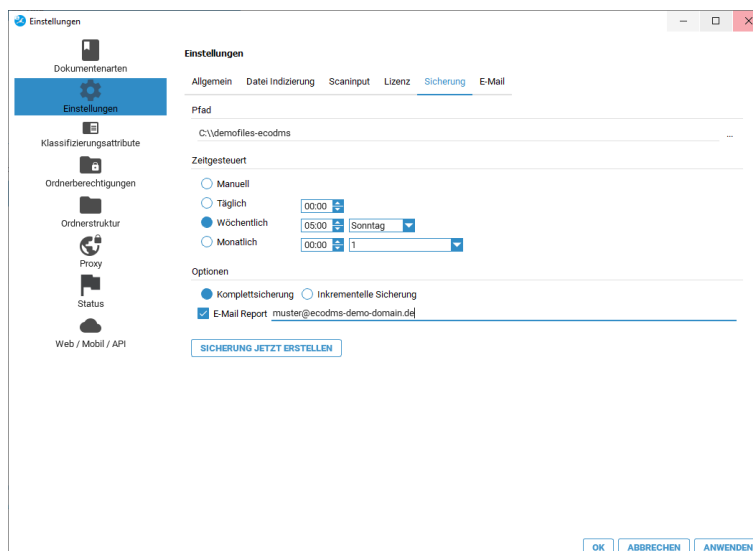 Einstellungen
Dokumentenarten
Einstellungen
Klassifizierungsattribute
Ordnerberechtigungen
Ordnerstruktur
Proxy
Status
Web / Mobil / API
Einstellungen
Allgemein Datei Indizierung Scaninput Lizenz Sicherung E-Mail
Pfad
C:\\demofiles-ecodms ...
Zeitgesteuert
Manuell
Täglich 00:00
Wöchentlich 05:00 Sonntag
Monatlich 00:00 1
Optionen
Komplettsicherung Inkrementelle Sicherung
E-Mail Report muster@ecodms-demo-domain.de
SICHERUNG JETZT ERSTELLEN
OK ABBRECHEN ANWENDEN